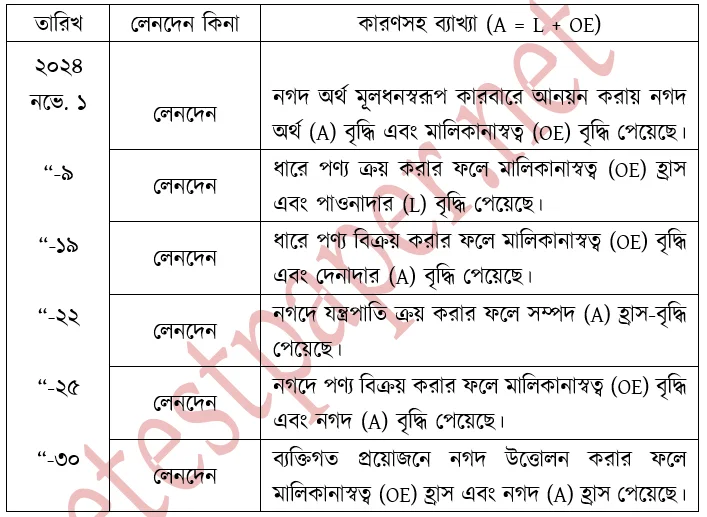 তারিখ লেনদেন কিনা কারণসহ ব্যাখ্যা (A = L + OE)
২০২৪
নভে. ১ লেনদেন নগদ অর্থ মূলধনস্বরূপ কারবারে আনয়ন করায় নগদ
অর্থ (A) বৃদ্ধি এবং মালিকানাস্বত্ব (OE) বৃদ্ধি পেয়েছে।
“-৯ লেনদেন ধারে পণ্য ক্রয় করার ফলে মালিকানাস্বত্ব (OE) হ্রাস
এবং পাওনাদার (L) বৃদ্ধি পেয়েছে।
“-১৯ লেনদেন ধারে পণ্য বিক্রয় করার ফলে মালিকানাস্বত্ব (OE) বৃদ্ধি
এবং দেনাদার (A) বৃদ্ধি পেয়েছে।
“-২২ লেনদেন নগদে যন্ত্রপাতি ক্রয় করার ফলে সম্পদ (A) হ্রাস-বৃদ্ধি
পেয়েছে।
“-২৫ লেনদেন নগদে পণ্য বিক্রয় করার ফলে মালিকানাস্বত্ব (OE) বৃদ্ধি
এবং নগদ (A) বৃদ্ধি পেয়েছে।
“-৩০ লেনদেন ব্যক্তিগত প্রয়োজনে নগদ উত্তোলন করার ফলে
মালিকানাস্বত্ব (OE) হ্রাস এবং নগদ (A) হ্রাস পেয়েছে।
etestpaper.net